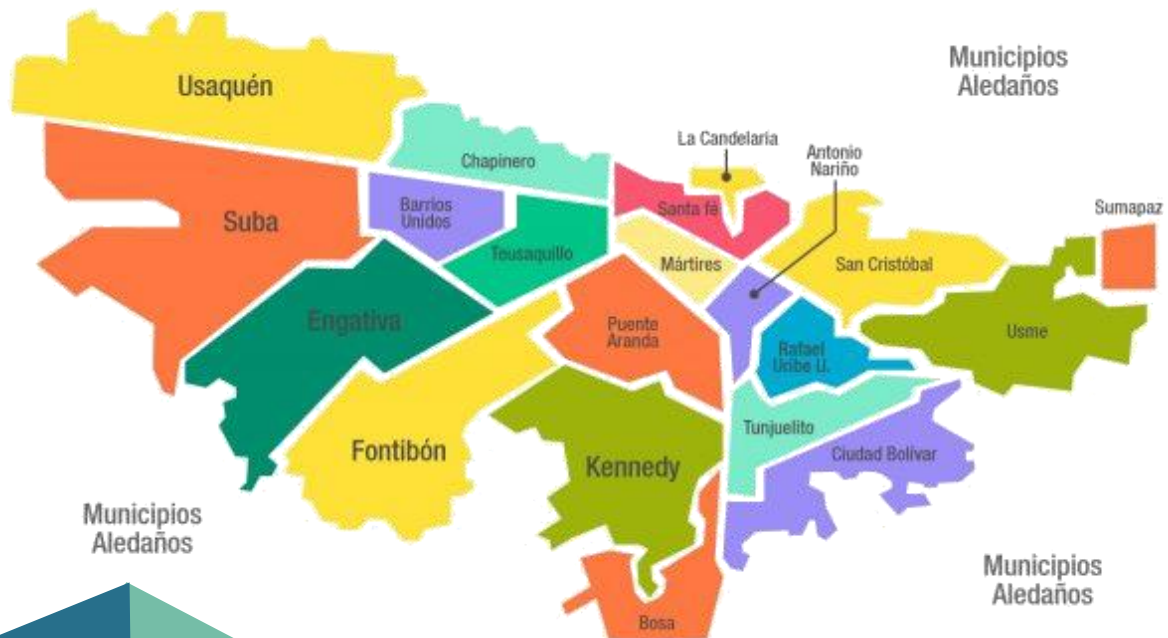 Municipios
Aledaños
Usaquén
La Candelaria
Antonio
Nariño
Chapinero
Barrios
Unidos
Santa fé
Sumapaz
Suba
Teusaquillo
Mártires
San Cristóbal
Engativa
Puente
Aranda
Rafael
Uribe U.
Usme
Tunjuelito
Fontibón
Kennedy
Ciudad Bolívar
Municipios
Aledaños
Municipios
Aledaños
Bosa